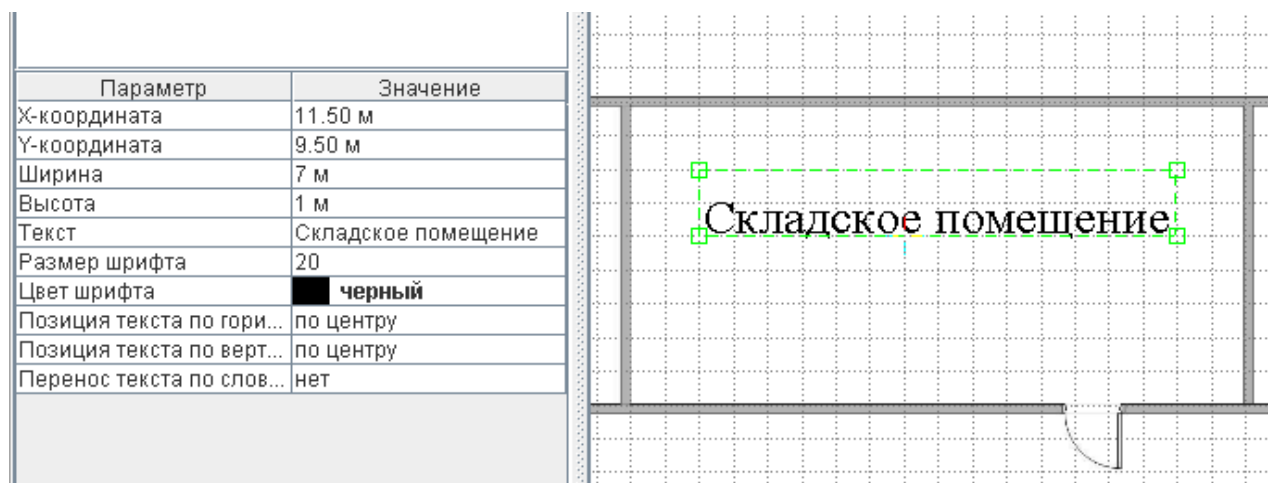 Параметр Значение
X-координата 11.50 м
Y-координата 9.50 м
Ширина 7 м
Высота 1 м
Текст Складское помещение
Размер шрифта 20
Цвет шрифта черный
Позиция текста по гори... по центру
Позиция текста по верт... по центру
Перенос текста по слов... нет
Складское помещение